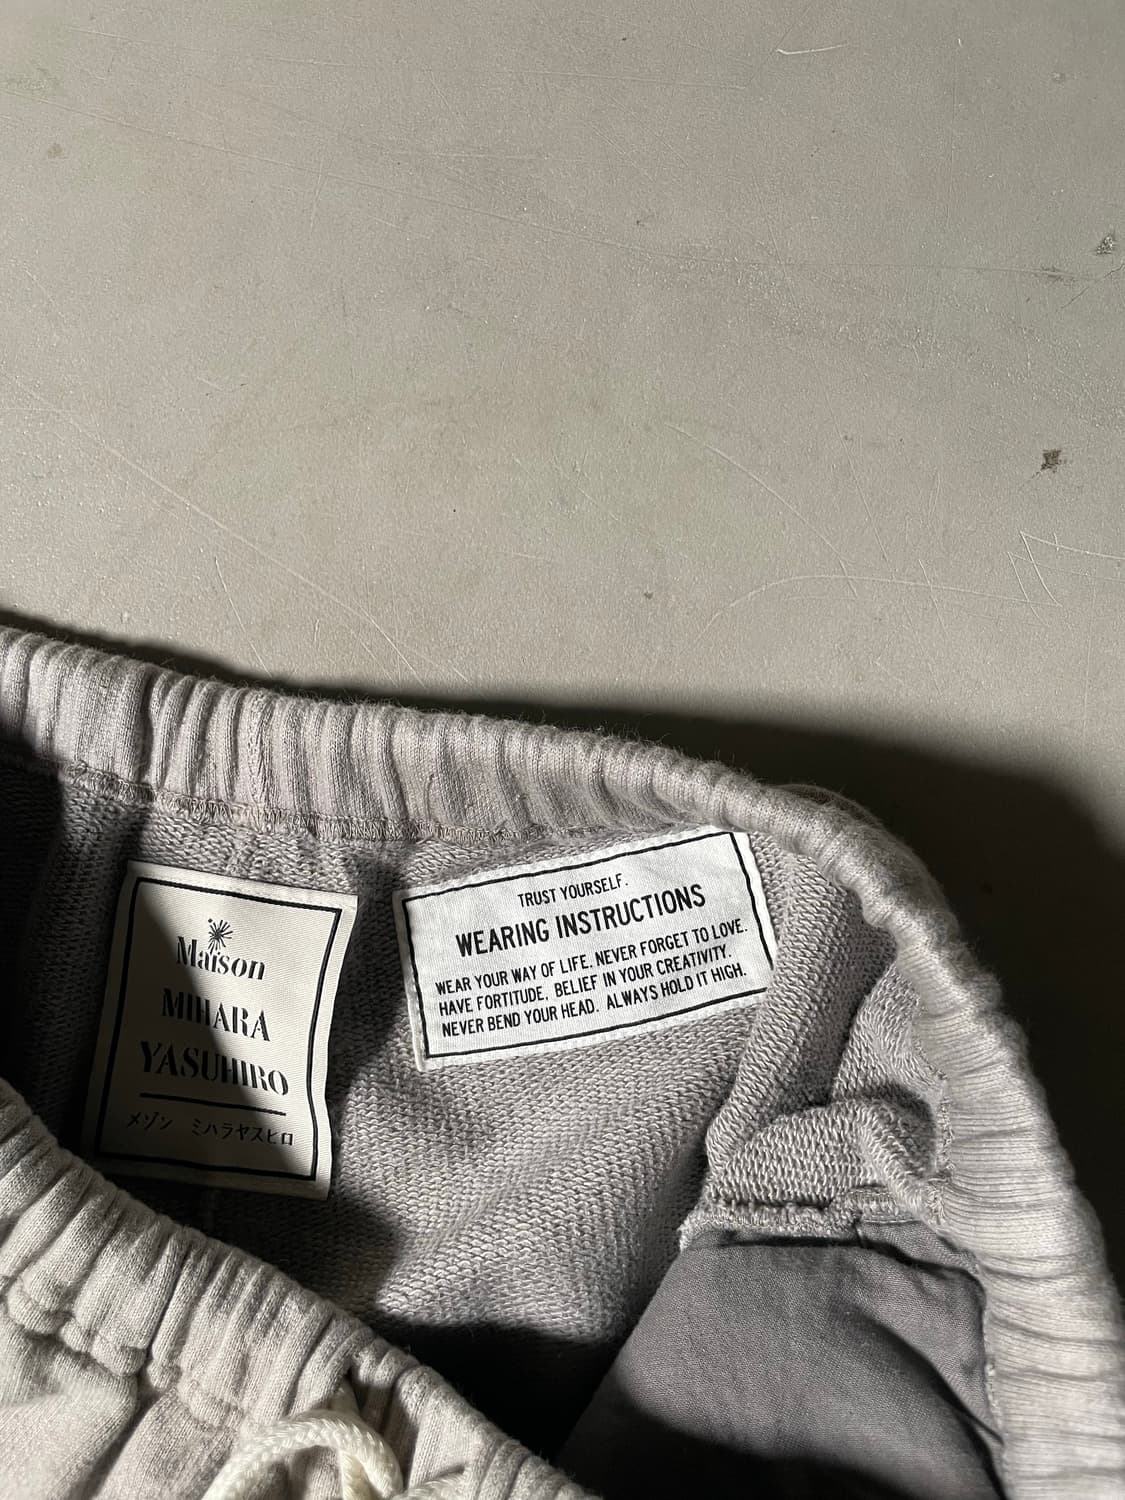 Maison
MIHARA
YASUHIRO
メゾン ミハラヤスヒロ
TRUST YOURSELF.
WEARING INSTRUCTIONS
WEAR YOUR WAY OF LIFE. NEVER FORGET TO LOVE.
HAVE FORTITUDE. BELIEF IN YOUR CREATIVITY.
NEVER BEND YOUR HEAD. ALWAYS HOLD IT HIGH.